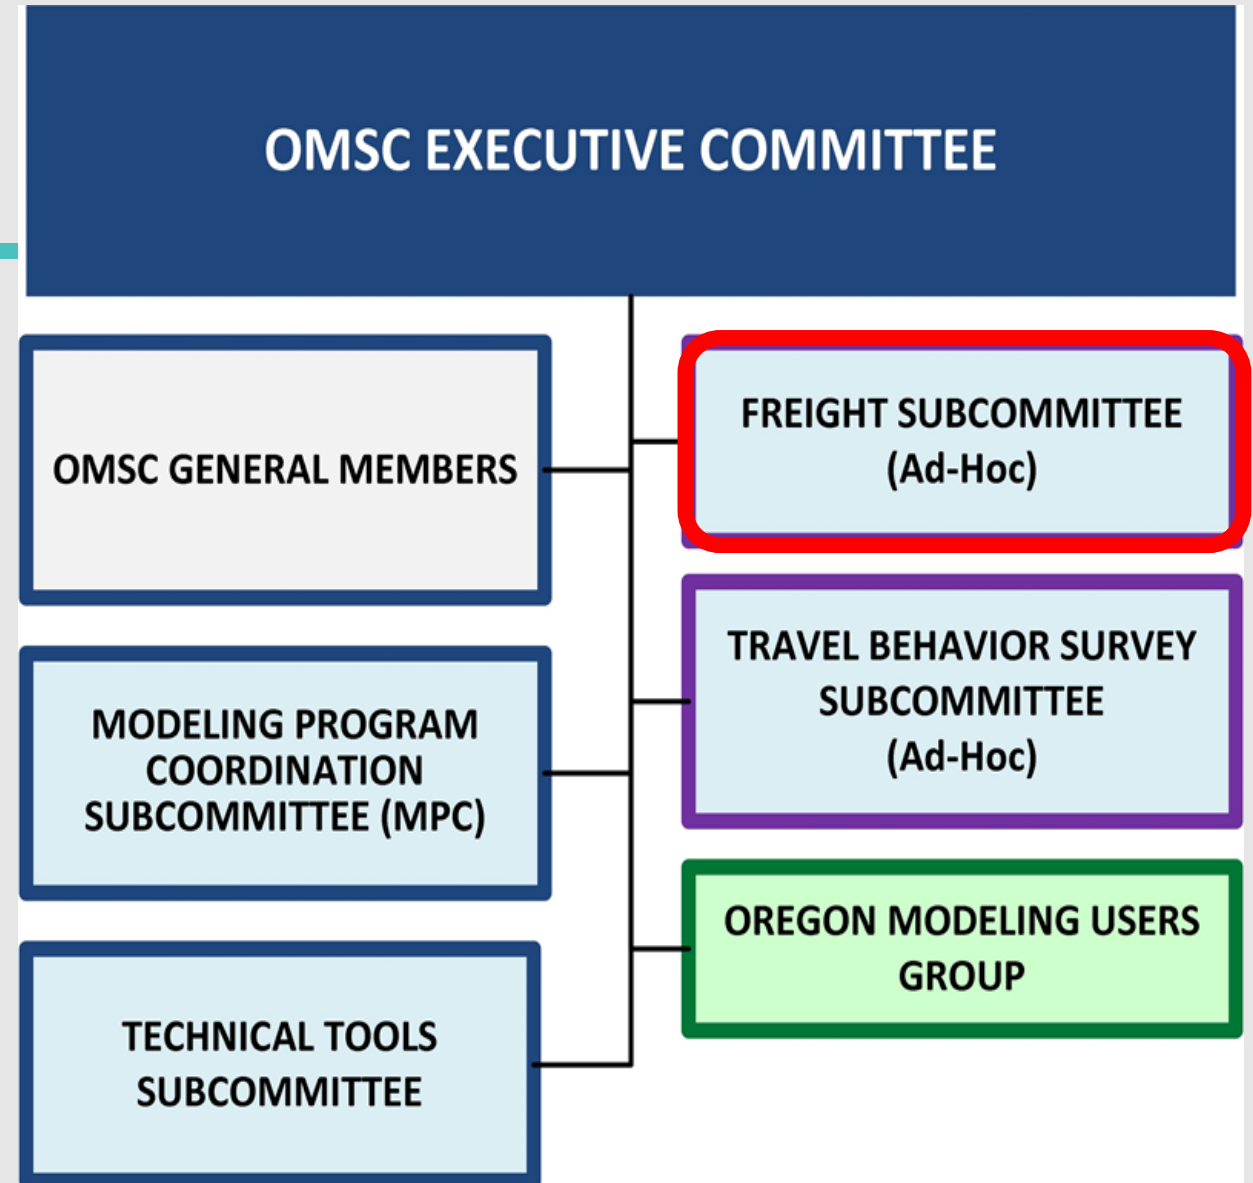 OMSC EXECUTIVE COMMITTEE
OMSC GENERAL MEMBERS
FREIGHT SUBCOMMITTEE
(Ad-Hoc)
MODELING PROGRAM
COORDINATION
SUBCOMMITTEE (MPC)
TRAVEL BEHAVIOR SURVEY
SUBCOMMITTEE
(Ad-Hoc)
TECHNICAL TOOLS
SUBCOMMITTEE
OREGON MODELING USERS
GROUP